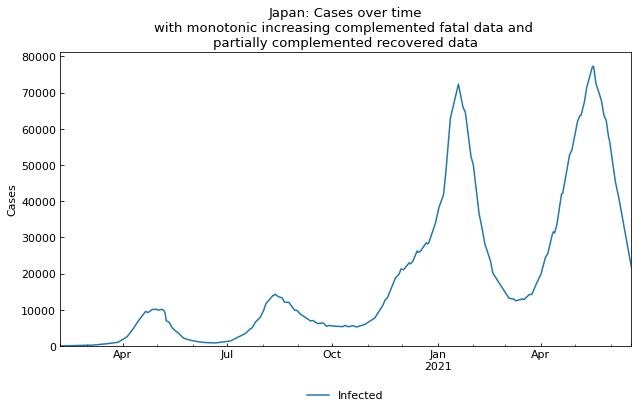 Japan: Cases over time
with monotonic increasing complemented fatal data and
partially complemented recovered data
80000
70000
60000
50000
40000
30000
20000
10000
0
Cases
Apr
Jul
Oct
Jan
2021
Apr
Infected